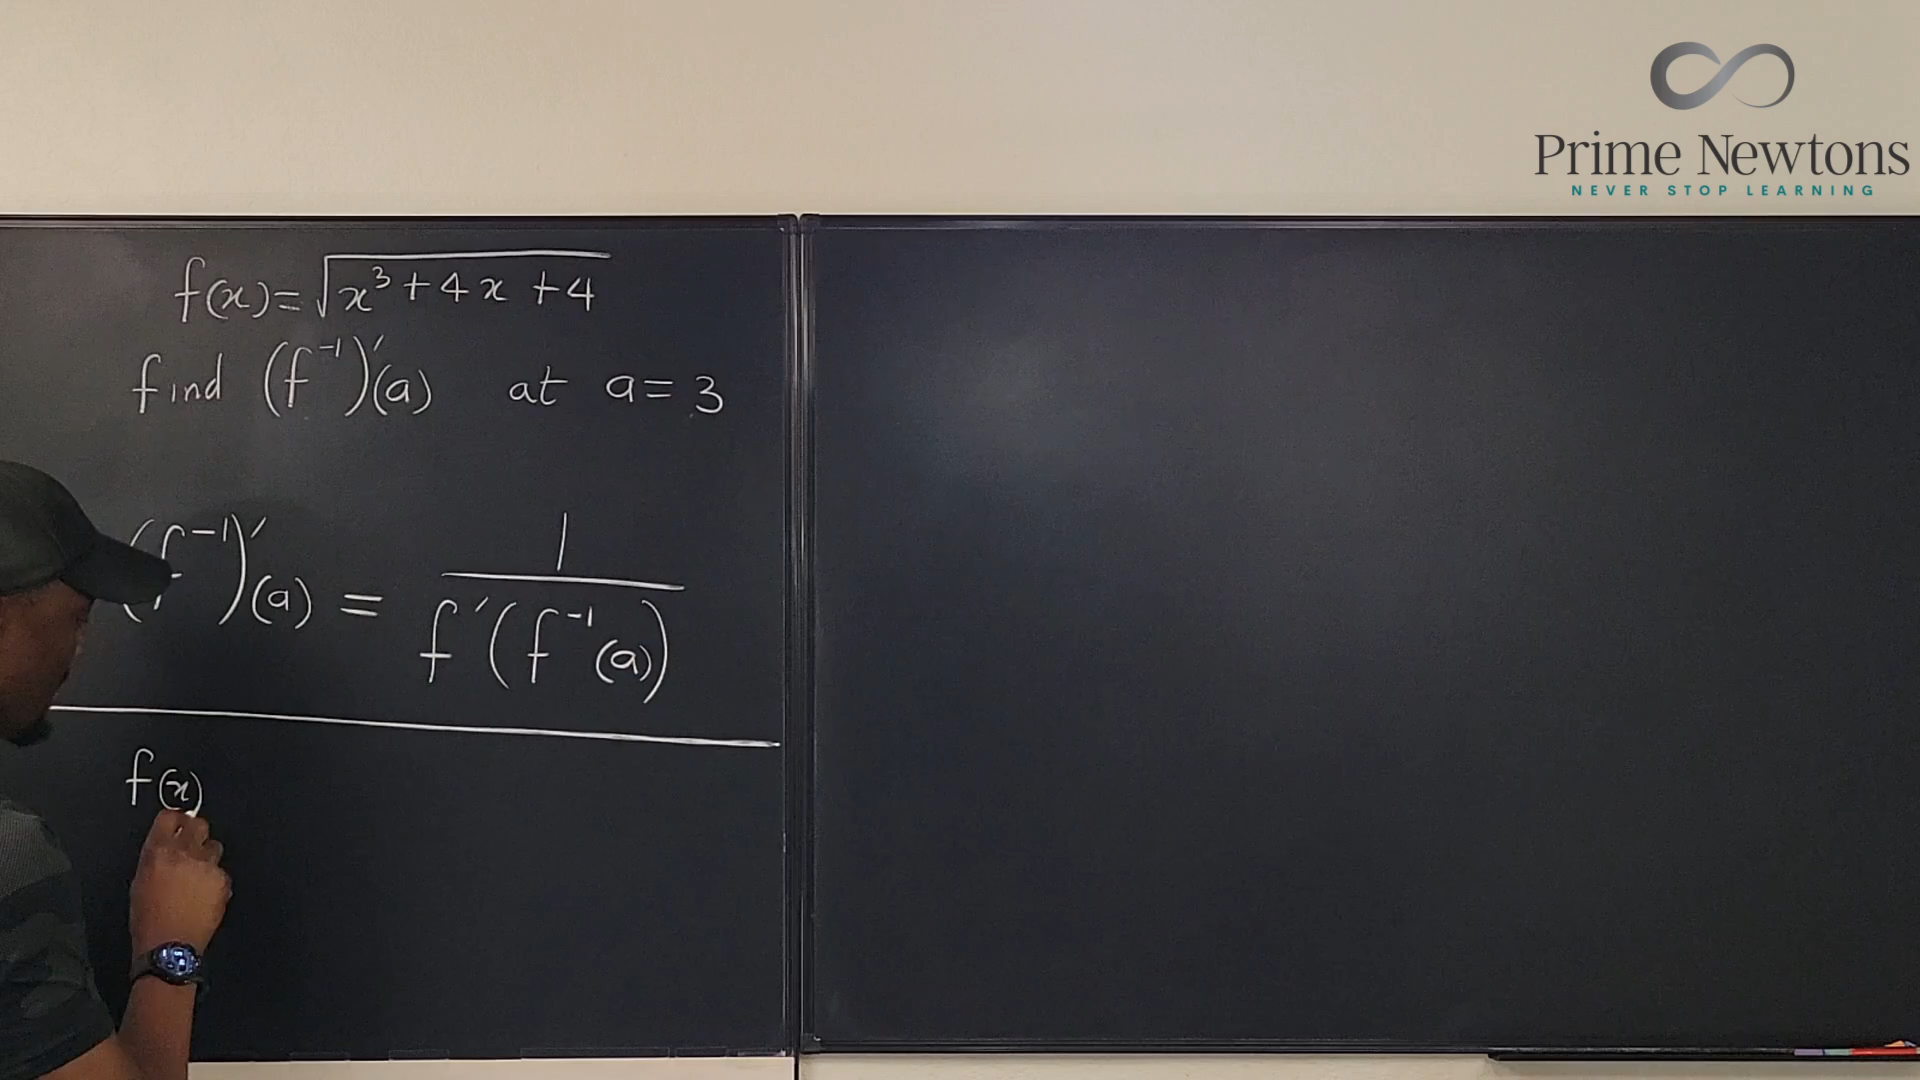 Prime Newtons
NEVER STOP LEARNING
f(x)=√(x³+4x+4)
find (f⁻¹)′(a) at a=3
(f⁻¹)′(a) = 1/f′(f⁻¹(a))
f(x)